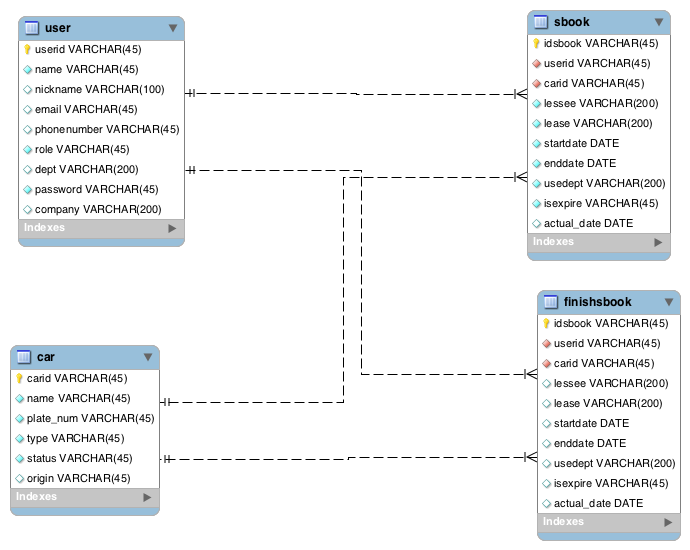 user
userid VARCHAR(45)
name VARCHAR(45)
nickname VARCHAR(100)
email VARCHAR(45)
phonenumber VARCHAR(45)
role VARCHAR(45)
dept VARCHAR(200)
password VARCHAR(45)
company VARCHAR(200)
Indexes
sbook
idsbook VARCHAR(45)
userid VARCHAR(45)
carid VARCHAR(45)
lessee VARCHAR(200)
lease VARCHAR(200)
startdate DATE
enddate DATE
usedept VARCHAR(200)
isexpire VARCHAR(45)
actual_date DATE
Indexes
car
carid VARCHAR(45)
name VARCHAR(45)
plate_num VARCHAR(45)
type VARCHAR(45)
status VARCHAR(45)
origin VARCHAR(45)
Indexes
finishsbook
idsbook VARCHAR(45)
userid VARCHAR(45)
carid VARCHAR(45)
lessee VARCHAR(200)
lease VARCHAR(200)
startdate DATE
enddate DATE
usedept VARCHAR(200)
isexpire VARCHAR(45)
actual_date DATE
Indexes